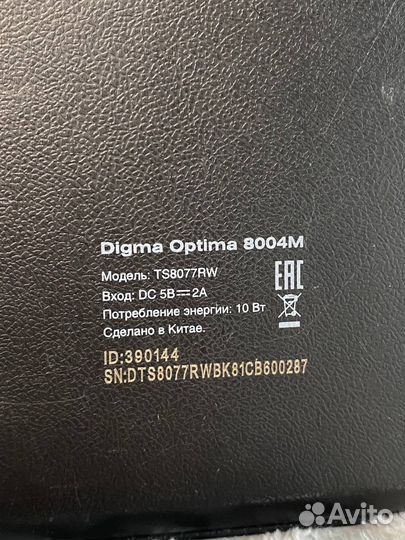 Digma Optima 8004M
Модель: TS8077RW
Вход: DC 5В⎓2А
Потребление энергии: 10 Вт
Сделано в Китае.
EAC
ID:390144
SN:DTS8077RWBK81CB600287
Avito